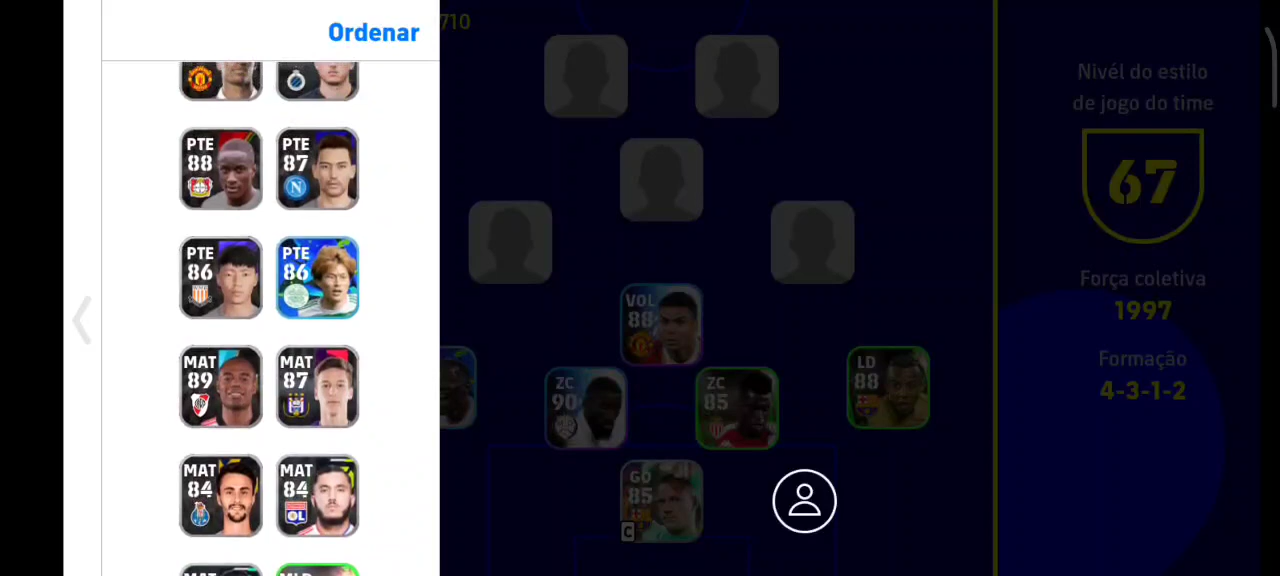 Ordenar
710
PTE
88
PTE
87
N
PTE
86
PTE
86
MAT
89
MAT
87
MAT
84
MAT
84
OL
MAT
VOL
88
ZC
90
ZC
85
LD
88
GO
85
C
Nivél do estilo
de jogo do time
67
Força coletiva
1997
Formação
4-3-1-2